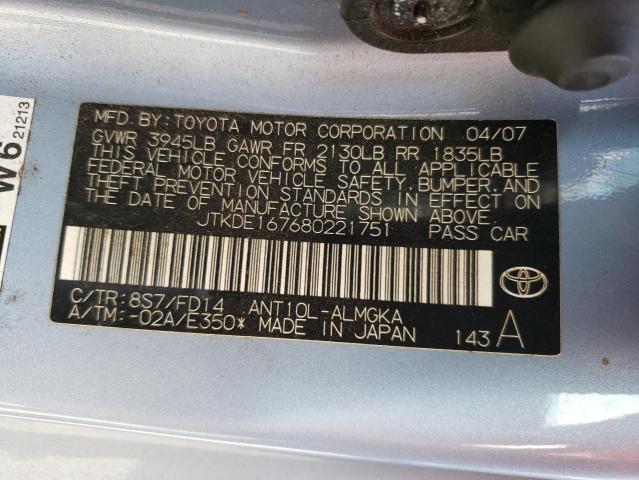 MFD. BY: TOYOTA MOTOR CORPORATION 04/07
GVWR 3945LB GAWR FR 2130LB RR 1835LB
THIS VEHICLE CONFORMS TO ALL APPLICABLE
FEDERAL MOTOR VEHICLE SAFETY, BUMPER, AND
THEFT PREVENTION STANDARDS IN EFFECT ON
THE DATE OF MANUFACTURE SHOWN ABOVE.
JTKDE167680221751 PASS CAR
C/TR: 8S7/FD14 ANT10L-ALMGKA
A/TM: -02A/E350* MADE IN JAPAN 143 A
W6
21213